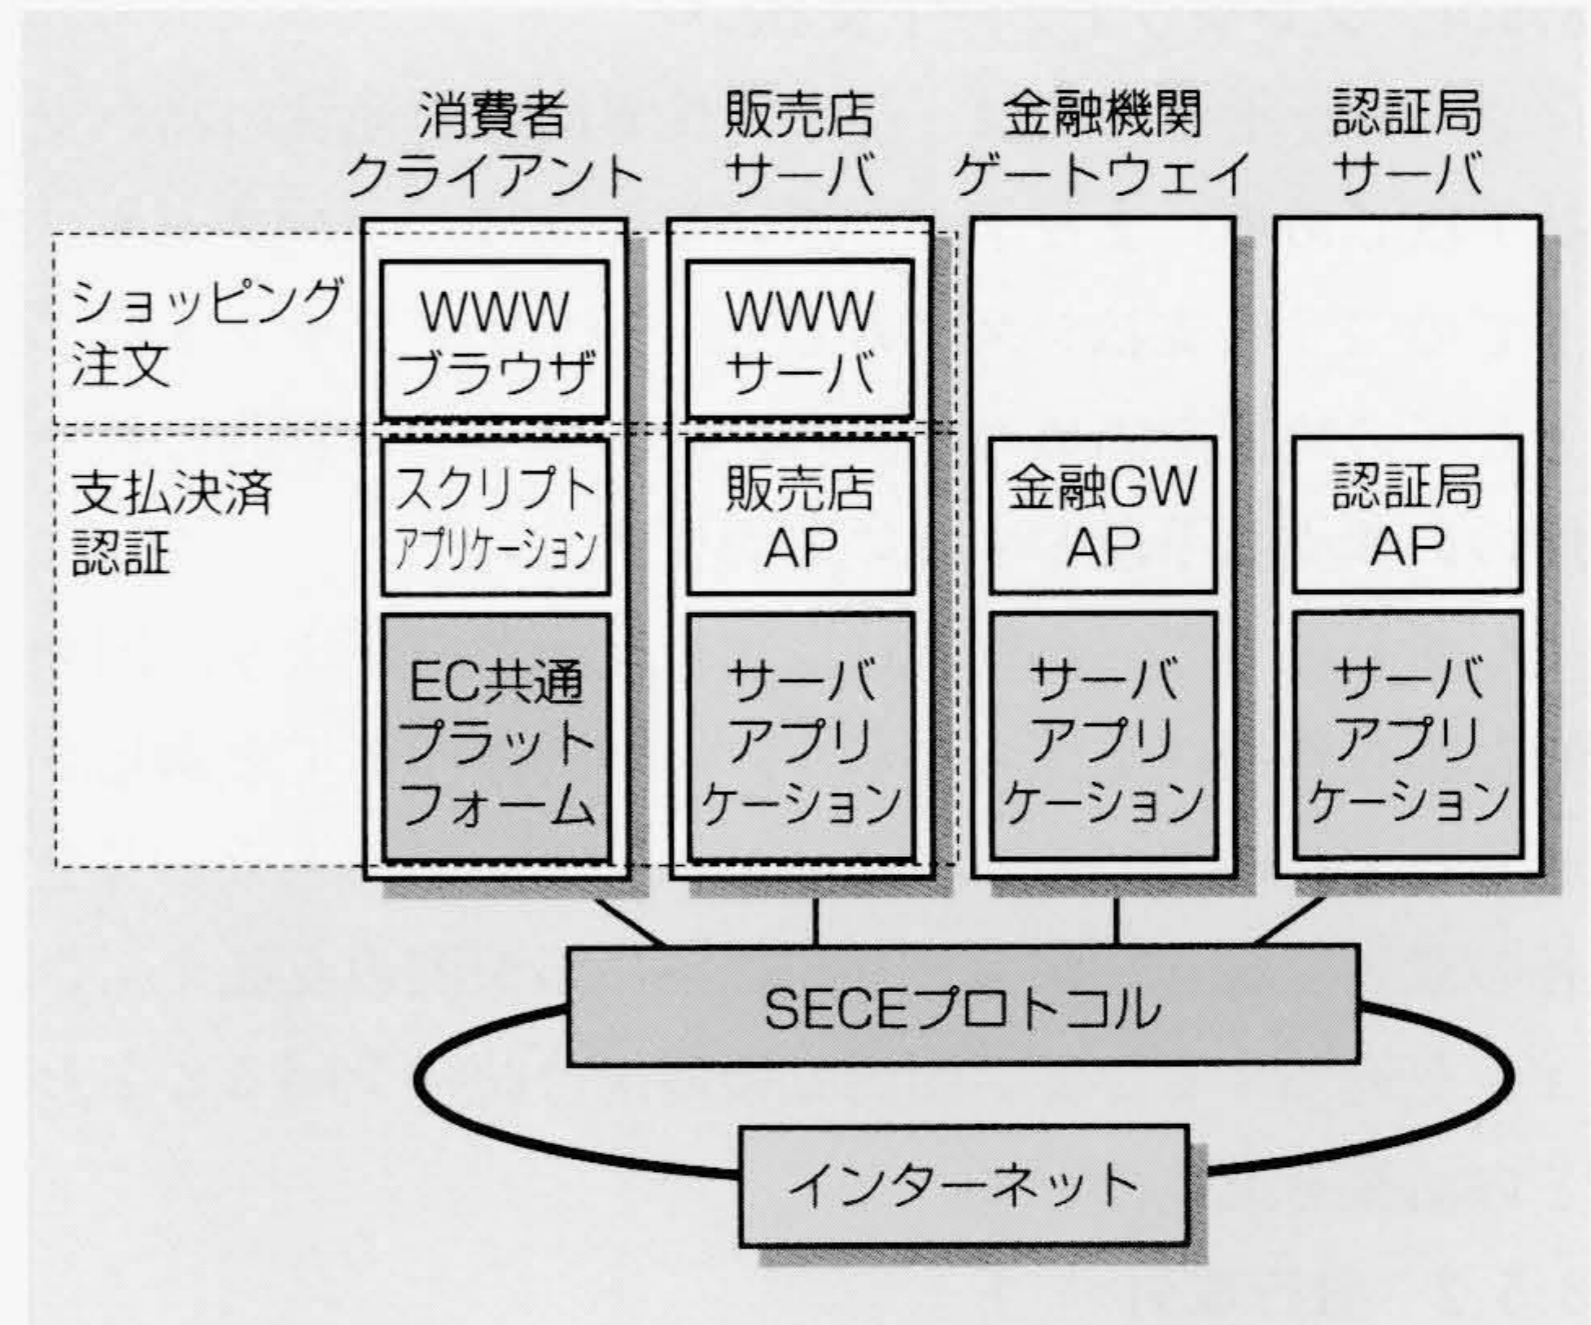 消費者
クライアント
販売店
サーバ
金融機関
ゲートウェイ
認証局
サーバ
ショッピング
注文
WWW
ブラウザ
WWW
サーバ
支払決済
認証
スクリプト
アプリケーション
販売店
AP
金融GW
AP
認証局
AP
EC共通
プラット
フォーム
サーバ
アプリ
ケーション
サーバ
アプリ
ケーション
サーバ
アプリ
ケーション
SECEプロトコル
インターネット